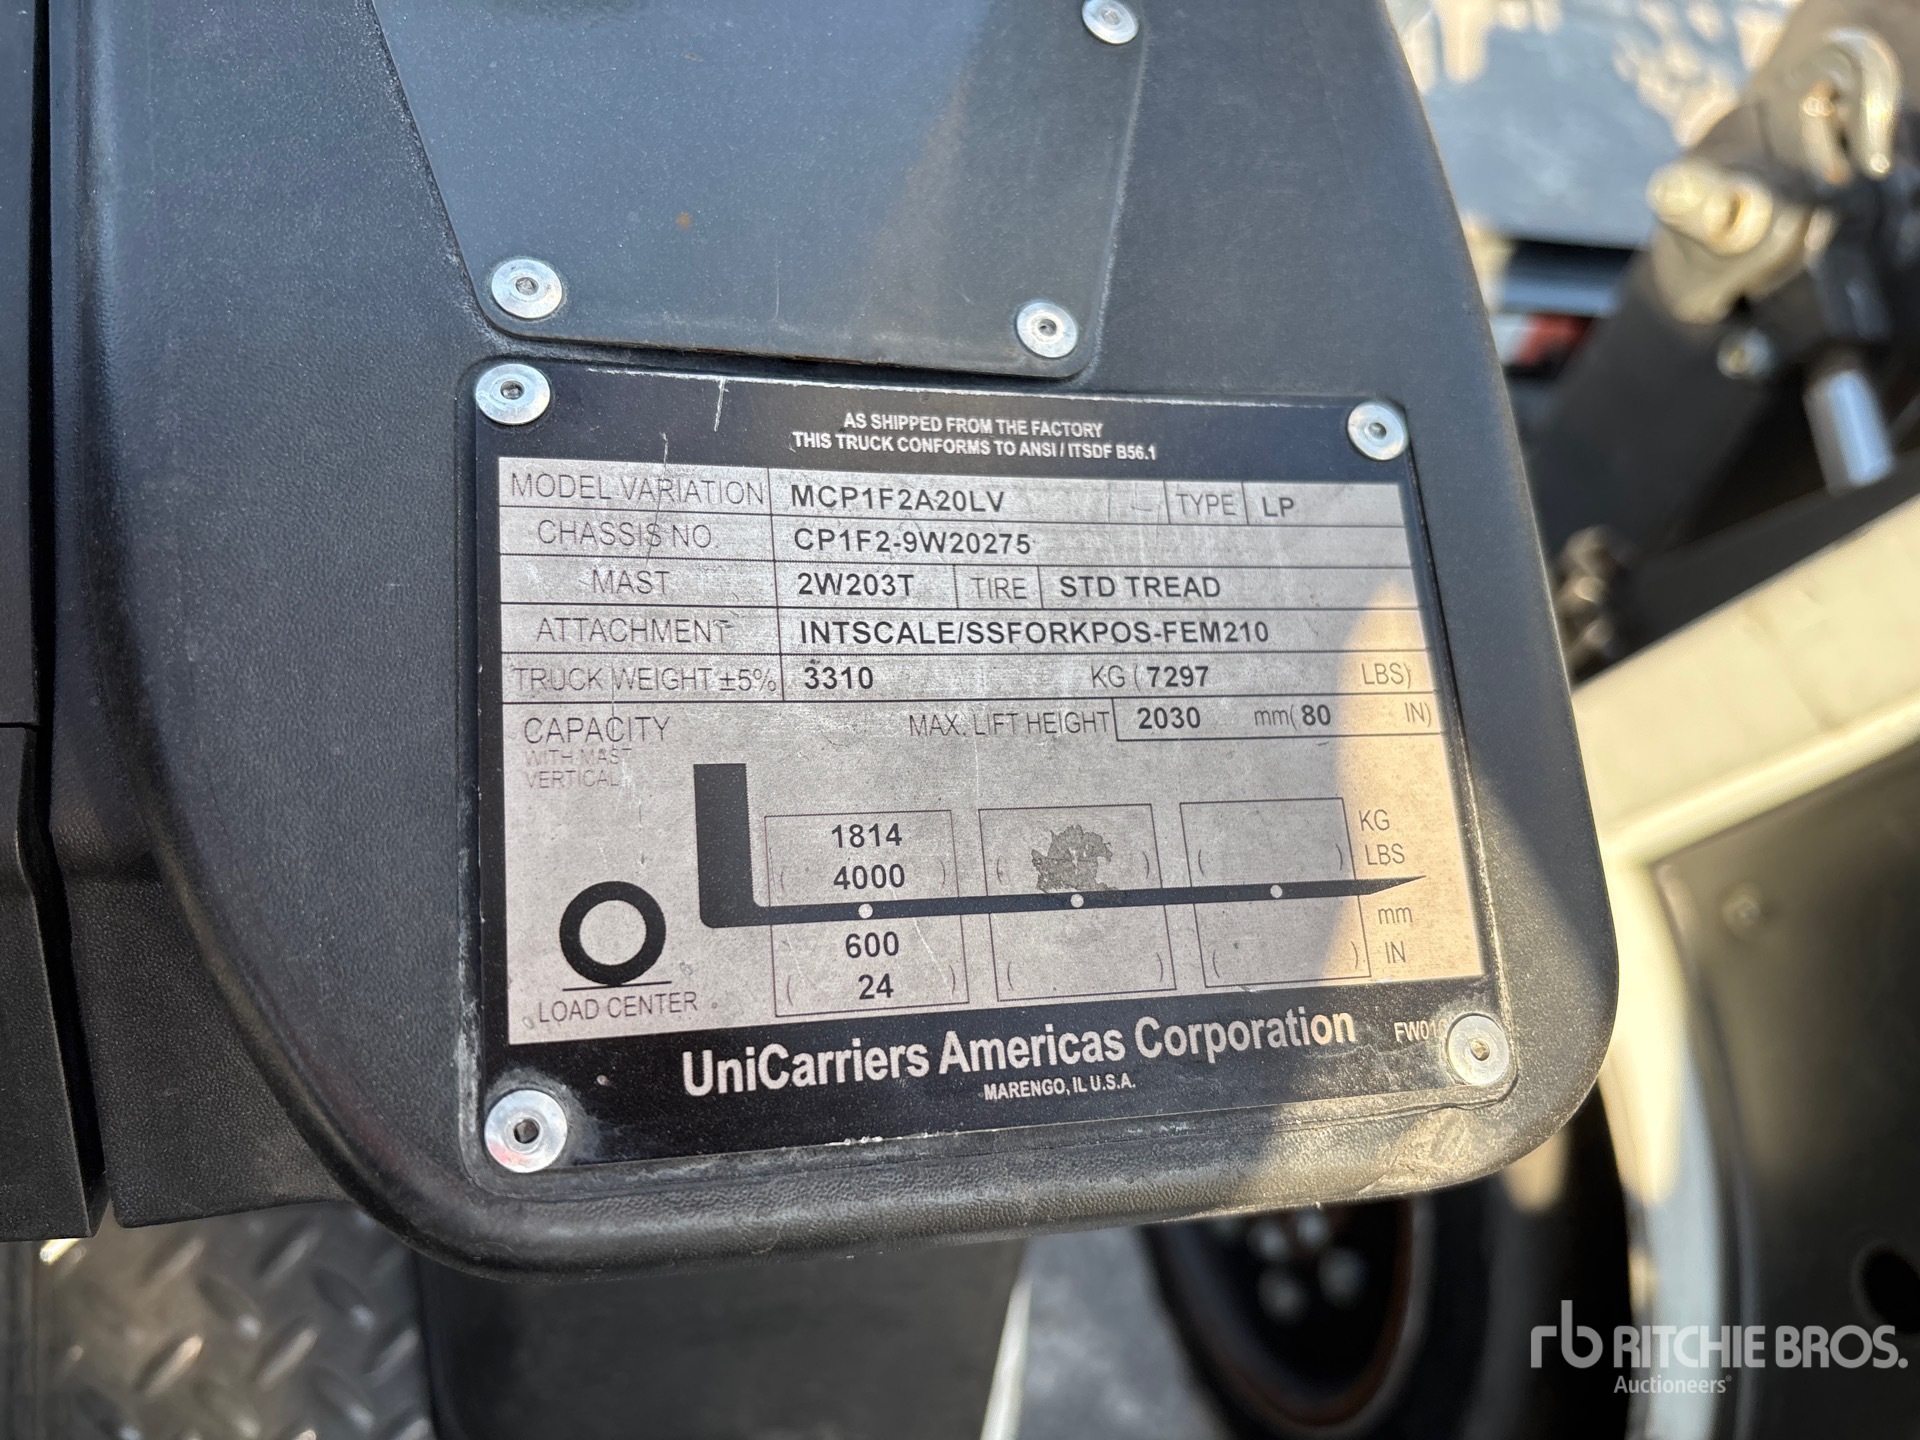 AS SHIPPED FROM THE FACTORY
THIS TRUCK CONFORMS TO ANSI / ITSDF B56.1
MODEL VARIATION MCP1F2A20LV TYPE LP
CHASSIS NO. CP1F2-9W20275
MAST 2W203T TIRE STD TREAD
ATTACHMENT INTSCALE/SSFORKPOS-FEM210
TRUCK WEIGHT ±5% 3310 KG ( 7297 LBS)
CAPACITY MAX. LIFT HEIGHT 2030 mm( 80 IN)
WITH MAST
VERTICAL
1814 KG
( 4000 ) ( ) ( ) LBS
600 mm
( 24 ) ( ) ( ) IN
LOAD CENTER
UniCarriers Americas Corporation
MARENGO, IL U.S.A.
rb RITCHIE BROS.
Auctioneers